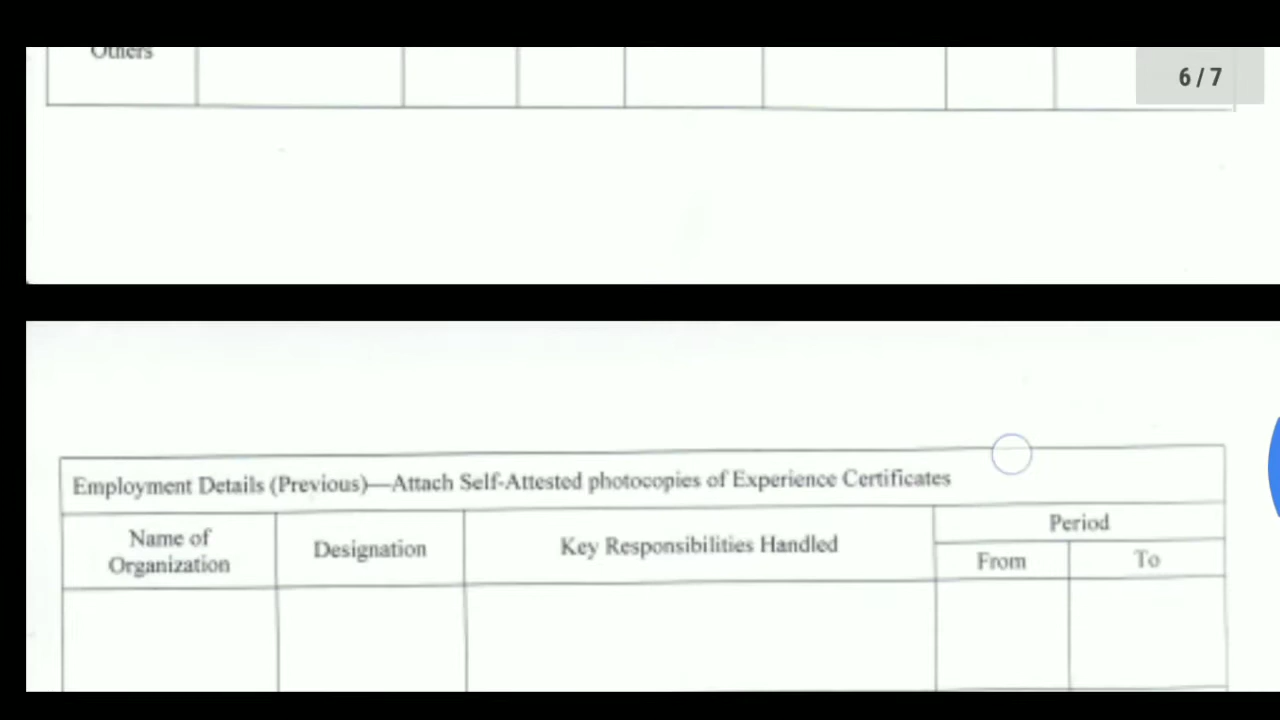 Others
6 / 7
Employment Details (Previous)—Attach Self-Attested photocopies of Experience Certificates
Name of
Organization
Designation
Key Responsibilities Handled
Period
From
To